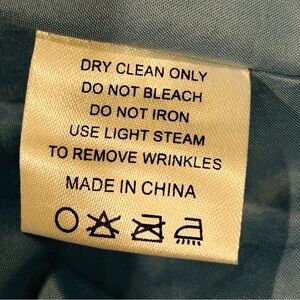 DRY CLEAN ONLY
DO NOT BLEACH
DO NOT IRON
USE LIGHT STEAM
TO REMOVE WRINKLES
MADE IN CHINA